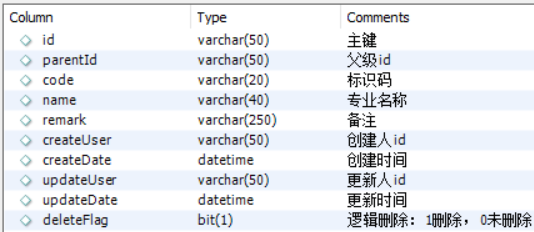 Column Type Comments
id varchar(50) 主键
parentId varchar(50) 父级id
code varchar(20) 标识码
name varchar(40) 专业名称
remark varchar(250) 备注
createUser varchar(50) 创建人id
createDate datetime 创建时间
updateUser varchar(50) 更新人id
updateDate datetime 更新时间
deleteFlag bit(1) 逻辑删除：1删除，0未删除